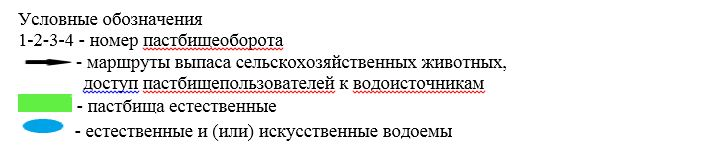 Условные обозначения
1-2-3-4 - номер пастбищеоборота
- маршруты выпаса сельскохозяйственных животных,
доступ пастбищепользователей к водоисточникам
- пастбища естественные
- естественные и (или) искусственные водоемы